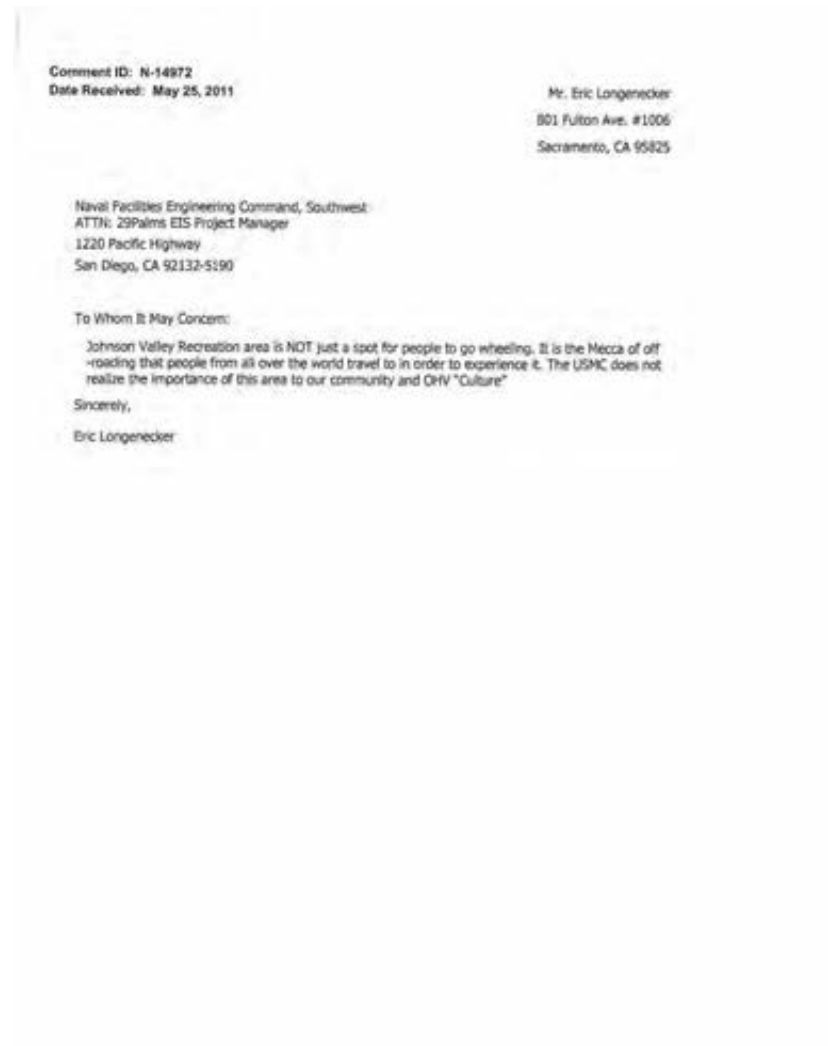 Comment ID: N-14972
Date Received: May 25, 2011
Mr. Eric Longenecker
801 Fulton Ave. #1006
Sacramento, CA 95825
Naval Facilities Engineering Command, Southwest
ATTN: 29Palms EIS Project Manager
1220 Pacific Highway
San Diego, CA 92132-5190
To Whom It May Concern:
Johnson Valley Recreation area is NOT just a spot for people to go wheeling. It is the Mecca of off
-roading that people from all over the world travel to in order to experience it. The USMC does not
realize the importance of this area to our community and OHV "Culture"
Sincerely,
Eric Longenecker